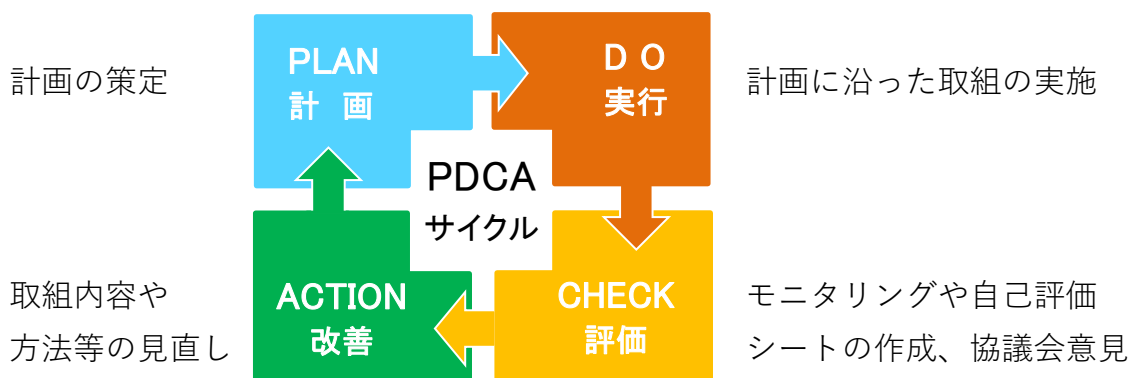 計画の策定
PLAN
計 画
D O
実行
計画に沿った取組の実施
PDCA
サイクル
取組内容や
方法等の見直し
ACTION
改善
CHECK
評価
モニタリングや自己評価
シートの作成、協議会意見